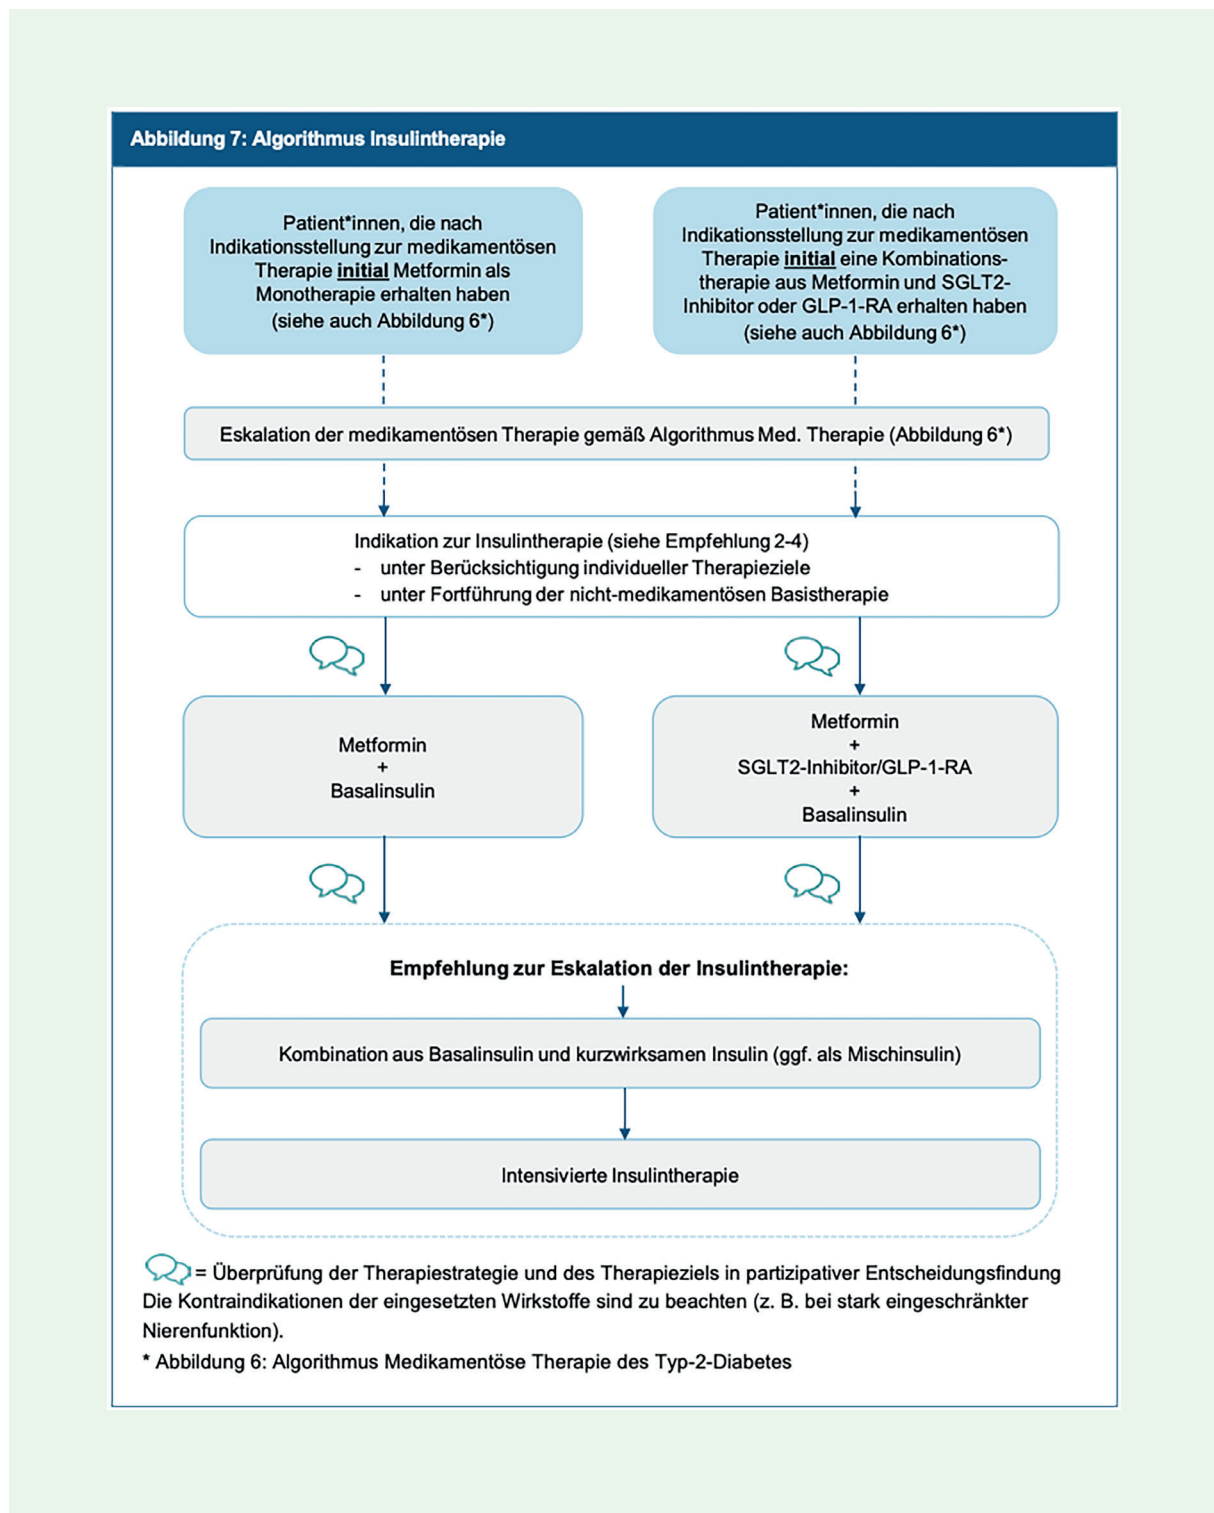 Abbildung 7: Algorithmus Insulintherapie
Patient*innen, die nach
Indikationsstellung zur medikamentösen
Therapie initial Metformin als
Monotherapie erhalten haben
(siehe auch Abbildung 6*)
Patient*innen, die nach
Indikationsstellung zur medikamentösen
Therapie initial eine Kombinations-
therapie aus Metformin und SGLT2-
Inhibitor oder GLP-1-RA erhalten haben
(siehe auch Abbildung 6*)
Eskalation der medikamentösen Therapie gemäß Algorithmus Med. Therapie (Abbildung 6*)
Indikation zur Insulintherapie (siehe Empfehlung 2-4)
- unter Berücksichtigung individueller Therapieziele
- unter Fortführung der nicht-medikamentösen Basistherapie
Metformin
+
Basalinsulin
Metformin
+
SGLT2-Inhibitor/GLP-1-RA
+
Basalinsulin
Empfehlung zur Eskalation der Insulintherapie:
Kombination aus Basalinsulin und kurzwirksamen Insulin (ggf. als Mischinsulin)
Intensivierte Insulintherapie
= Überprüfung der Therapiestrategie und des Therapieziels in partizipativer Entscheidungsfindung
Die Kontraindikationen der eingesetzten Wirkstoffe sind zu beachten (z. B. bei stark eingeschränkter
Nierenfunktion).
* Abbildung 6: Algorithmus Medikamentöse Therapie des Typ-2-Diabetes